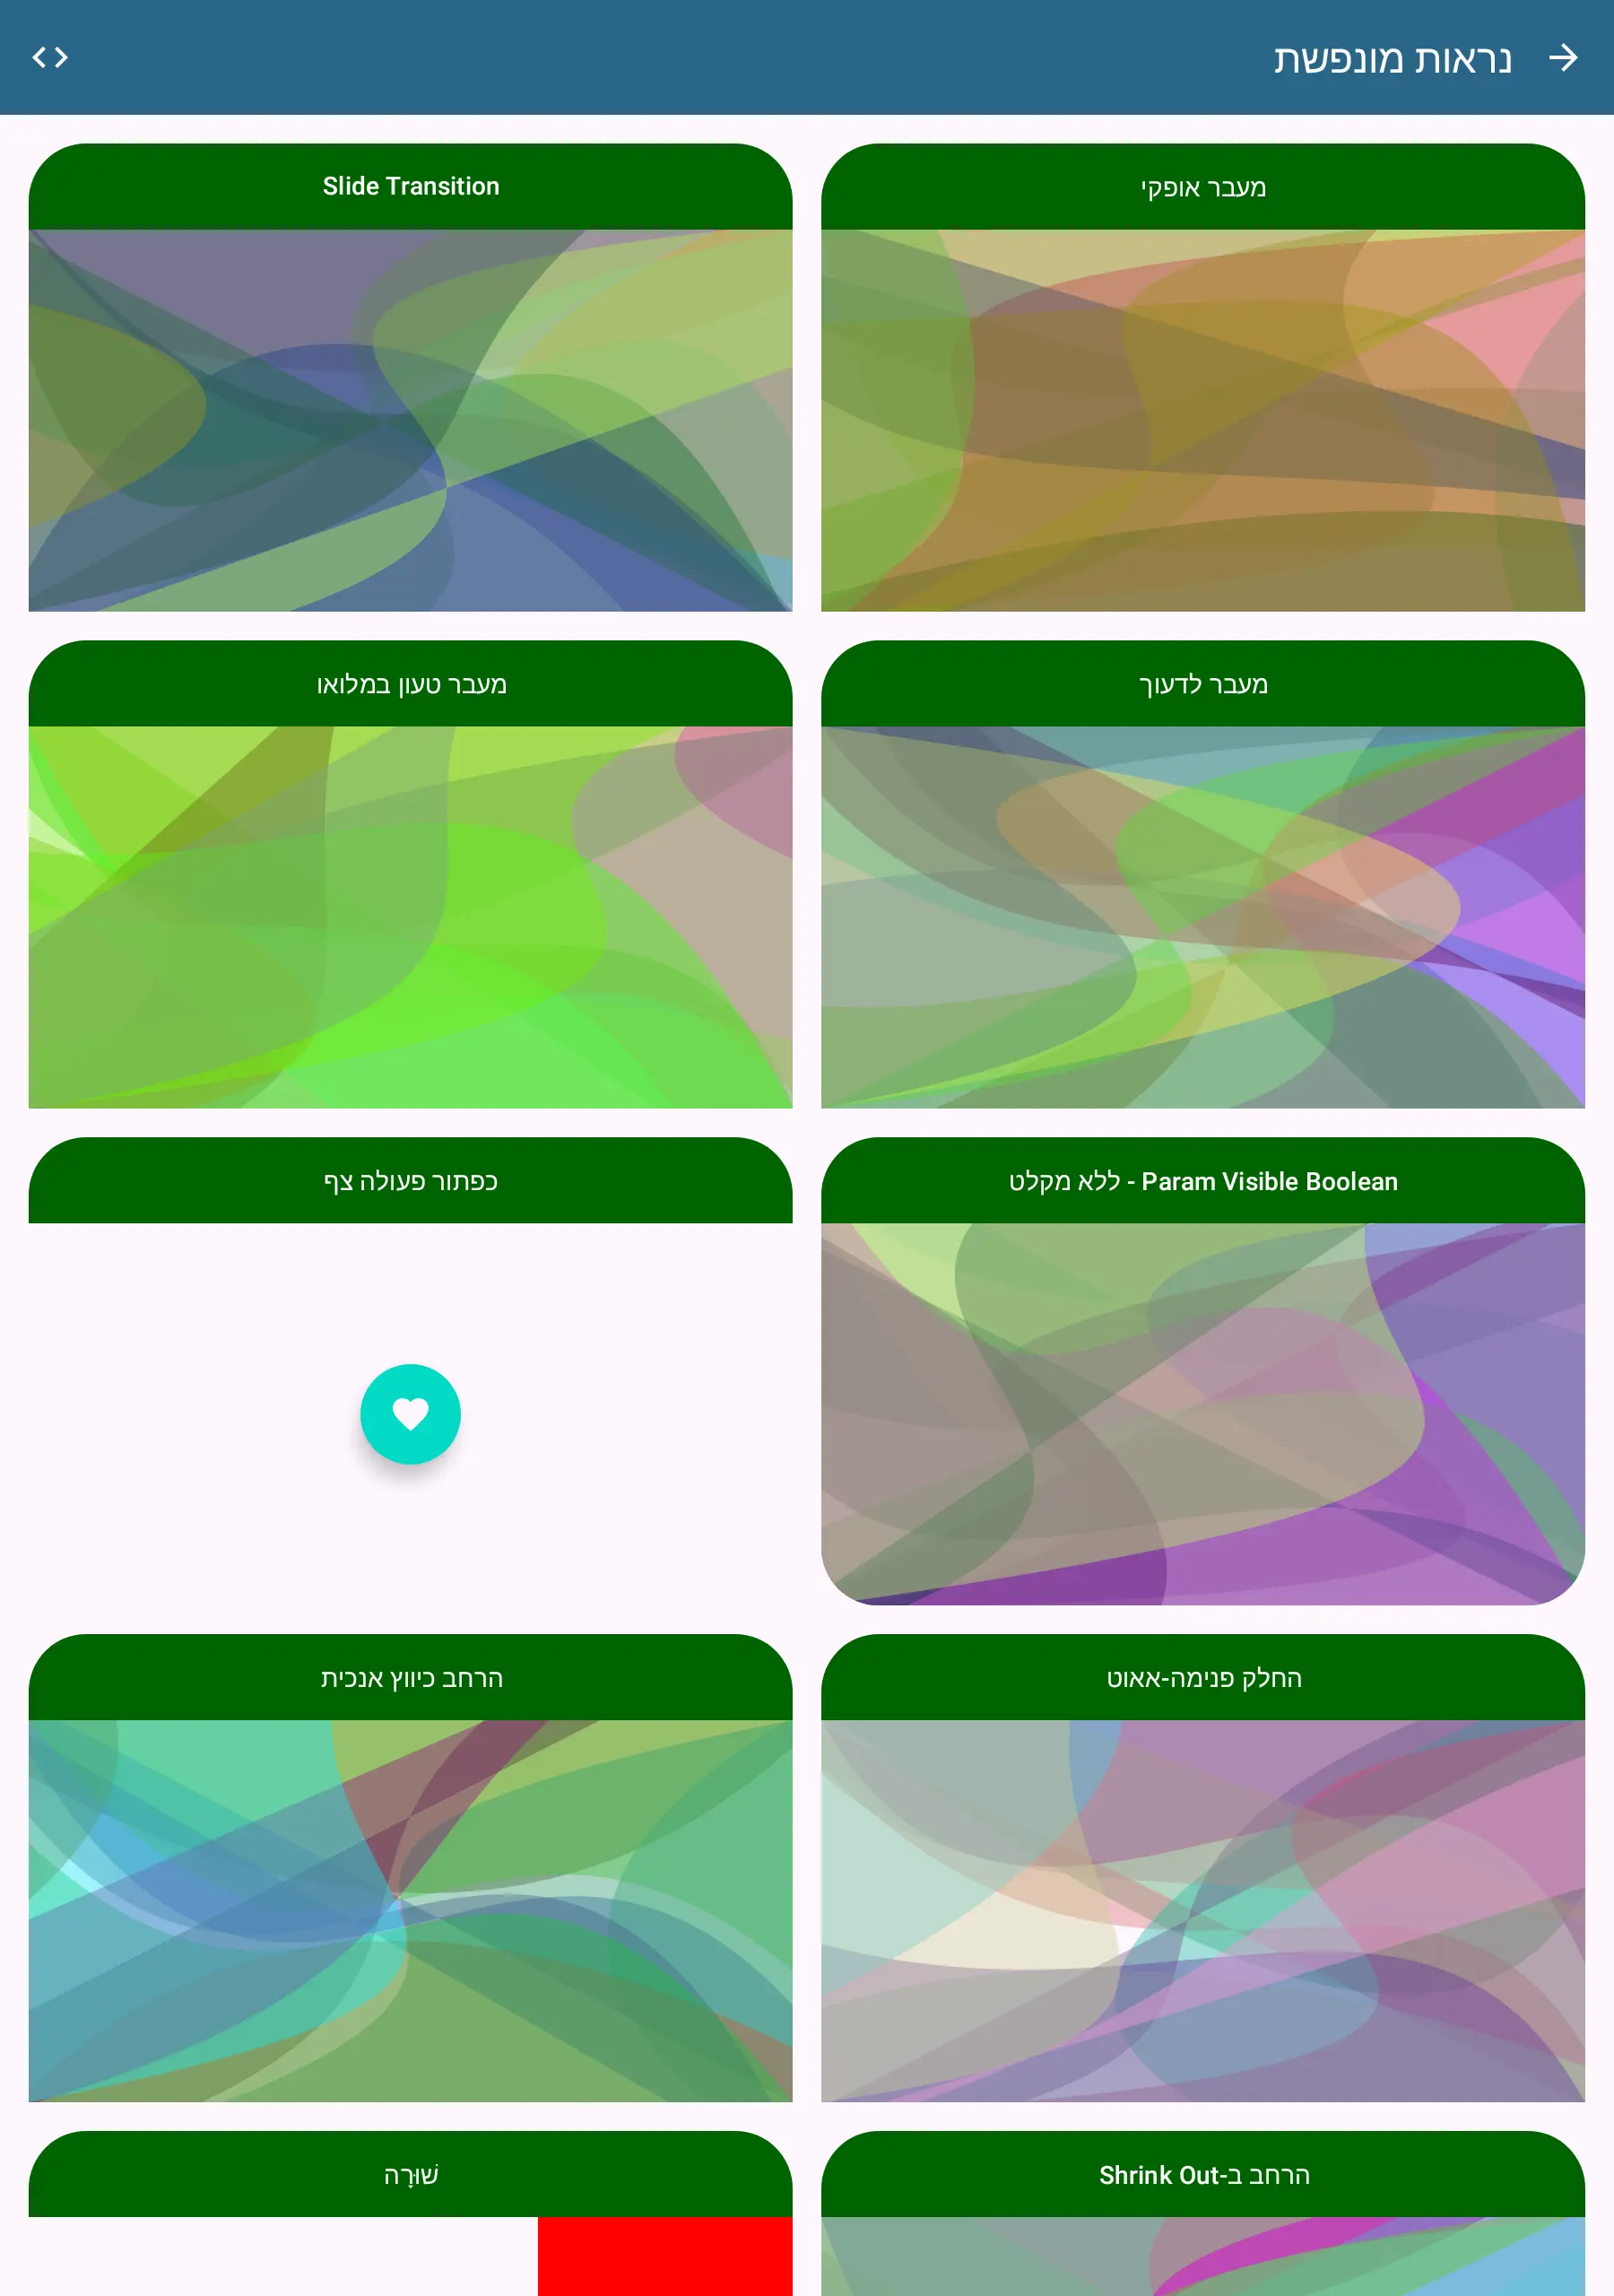 נראות מונפשת
מעבר אופקי
Slide Transition
מעבר לדעוך
מעבר טעון במלואו
Param Visible Boolean - ללא מקלט
כפתור פעולה צף
החלק פנימה-אאוט
הרחב כיווץ אנכית
הרחב ב-Shrink Out
שׁוּרָה